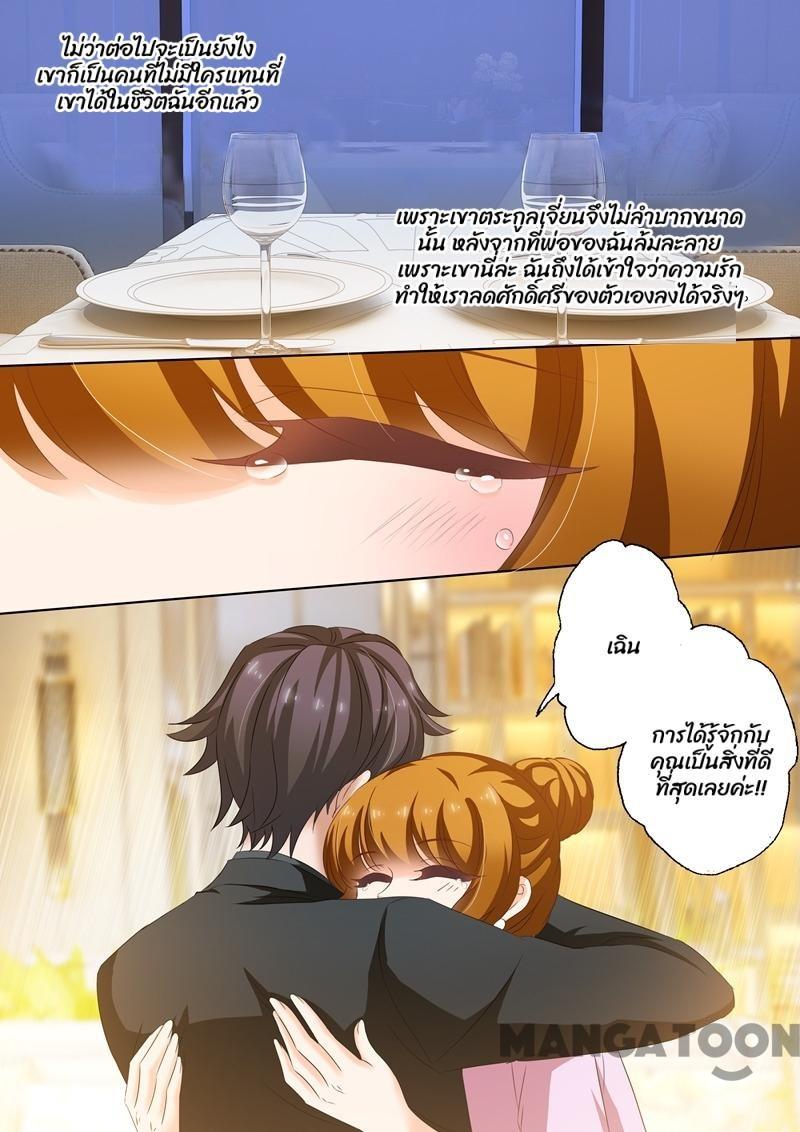 ไม่ว่าต่อไปจะเป็นยังไง
เขาก็เป็นคนที่ไม่มีใครแทนที่
เขาได้ในชีวิตฉันอีกแล้ว
เพราะเขาตระกูลเจี่ยนจึงไม่ลำบากขนาด
นั้น หลังจากที่พ่อของฉันล้มละลาย
เพราะเขานี่ล่ะ ฉันถึงได้เข้าใจว่าความรัก
ทำให้เราลดศักดิ์ศรีของตัวเองลงได้จริงๆ
เฉิน
การได้รู้จักกับ
คุณเป็นสิ่งที่ดี
ที่สุดเลยค่ะ!!
MANGATOON